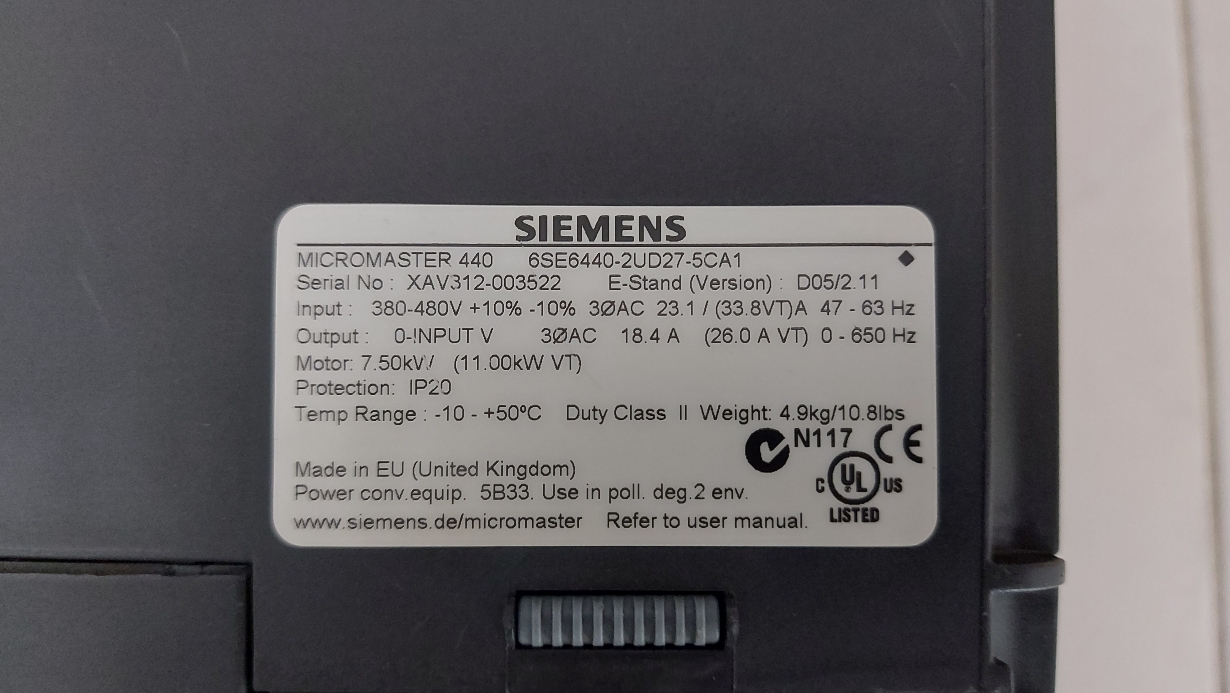 SIEMENS
MICROMASTER 440 6SE6440-2UD27-5CA1
Serial No : XAV312-003522 E-Stand (Version) : D05/2.11
Input : 380-480V +10% -10% 3ØAC 23.1 / (33.8VT)A 47 - 63 Hz
Output : 0-INPUT V 3ØAC 18.4 A (26.0 A VT) 0 - 650 Hz
Motor: 7.50kW (11.00kW VT)
Protection: IP20
Temp Range : -10 - +50ºC Duty Class II Weight: 4.9kg/10.8lbs
N117 CE
Made in EU (United Kingdom)
Power conv.equip. 5B33. Use in poll. deg.2 env.
C UL US
www.siemens.de/micromaster Refer to user manual.
LISTED